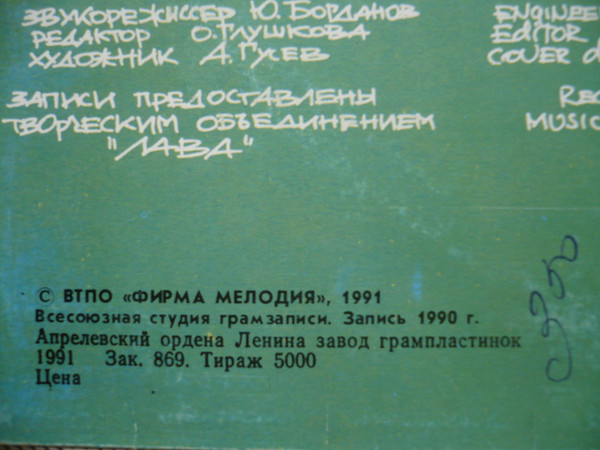 ЗВУКОРЕЖИССЕР Ю. БОГДАНОВ
РЕДАКТОР О. ГЛУШКОВА
ХУДОЖНИК А. ГУСЕВ
ЗАПИСИ ПРЕДОСТАВЛЕНЫ
ТВОРЧЕСКИМ ОБЪЕДИНЕНИЕМ
"ЛАВА"
ENGINEE
EDITOR
COVER D
REC
MUSIC
© ВТПО «ФИРМА МЕЛОДИЯ», 1991
Всесоюзная студия грамзаписи. Запись 1990 г.
Апрелевский ордена Ленина завод грампластинок
1991 Зак. 869. Тираж 5000
Цена